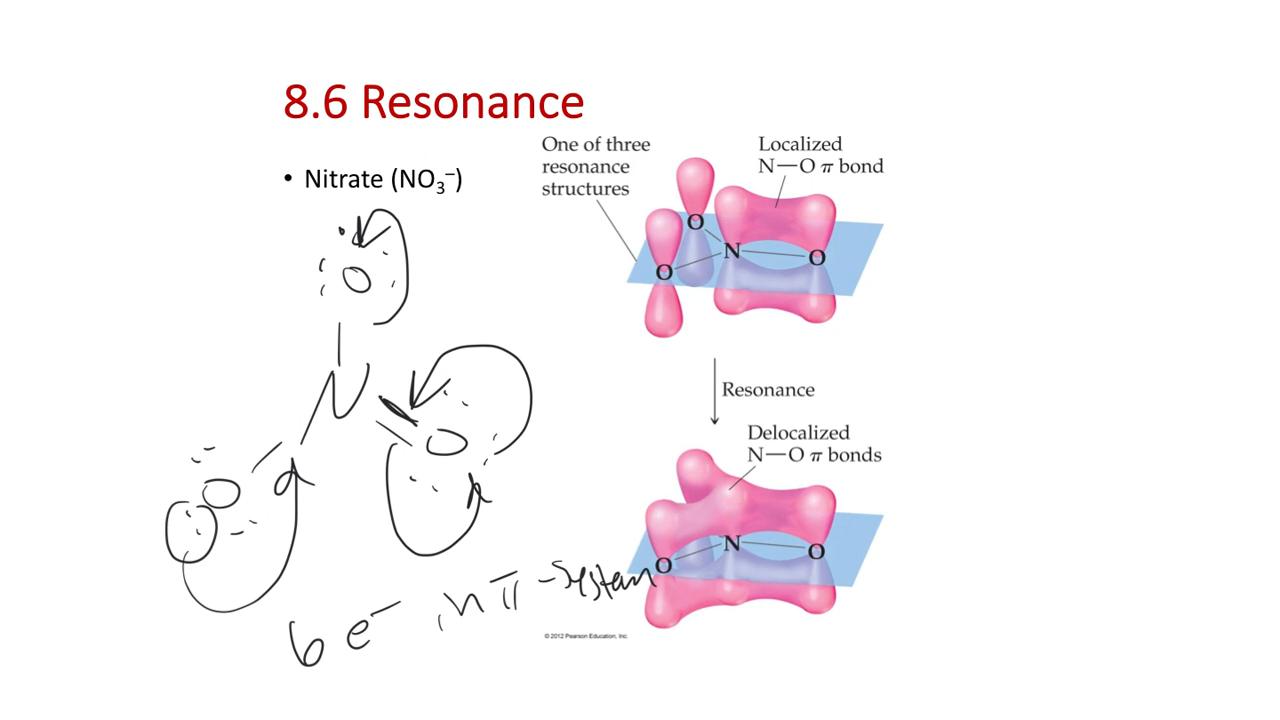 8.6 Resonance
• Nitrate (NO₃⁻)
One of three
resonance
structures
Localized
N—O π bond
O
O
N
O
Resonance
Delocalized
N—O π bonds
N
O
O
O
N
O
O
6 e⁻ in π-system
© 2012 Pearson Education, Inc.